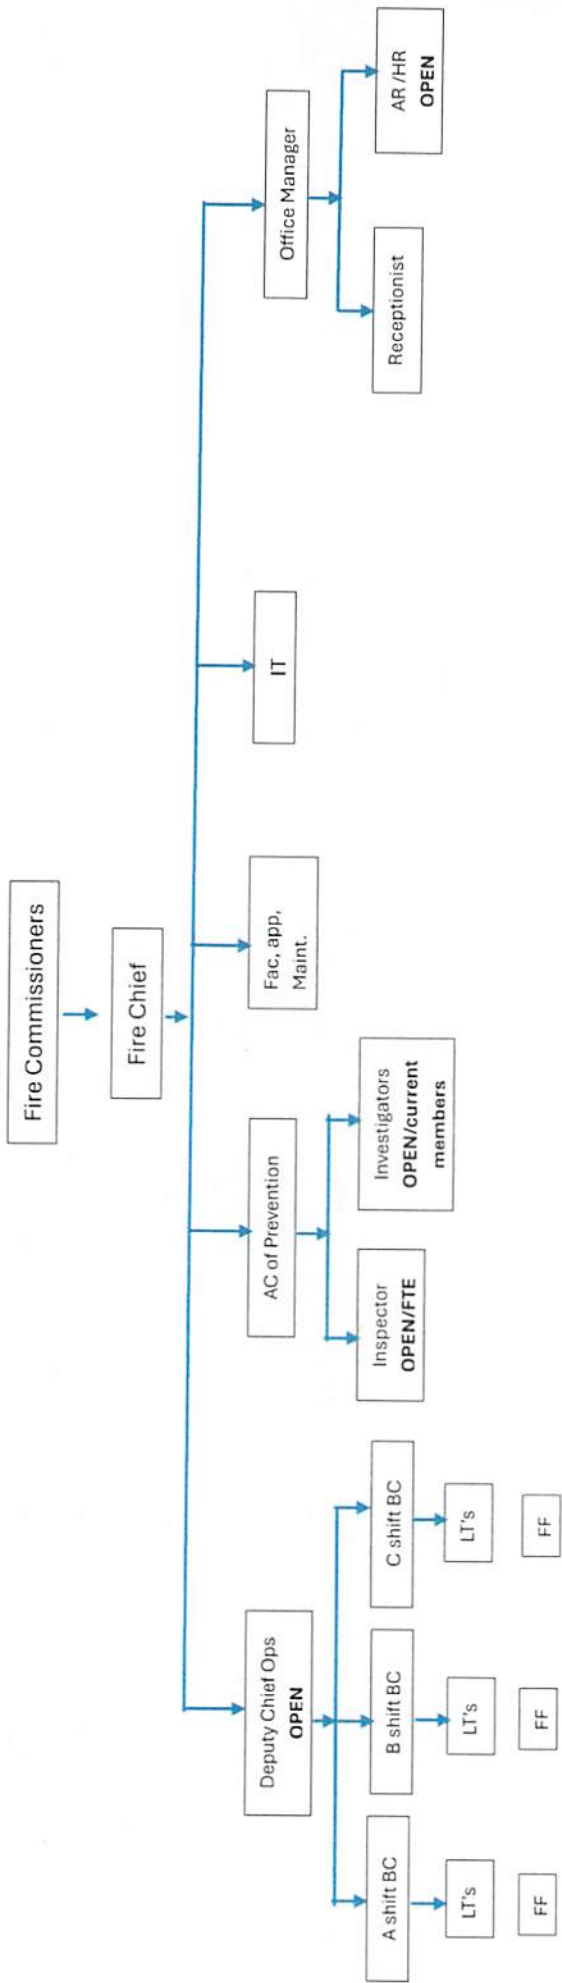 Fire Commissioners
Fire Chief
Deputy Chief Ops
OPEN
AC of Prevention
Fac, app,
Maint.
IT
Office Manager
A shift BC
B shift BC
C shift BC
Inspector
OPEN/FTE
Investigators
OPEN/current
members
Receptionist
AR /HR
OPEN
LT's
LT's
LT's
FF
FF
FF